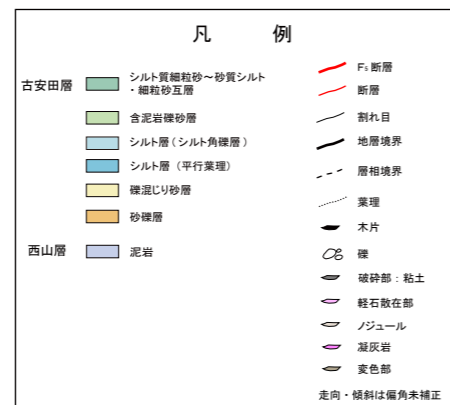 凡 例
古安田層
シルト質細粒砂～砂質シルト
・細粒砂互層
含泥岩礫砂層
シルト層（シルト角礫層）
シルト層（平行葉理）
礫混じり砂層
砂礫層
西山層
泥岩
F₅ 断層
断層
割れ目
地層境界
層相境界
葉理
木片
礫
破砕部：粘土
軽石散在部
ノジュール
凝灰岩
変色部
走向・傾斜は偏角未補正